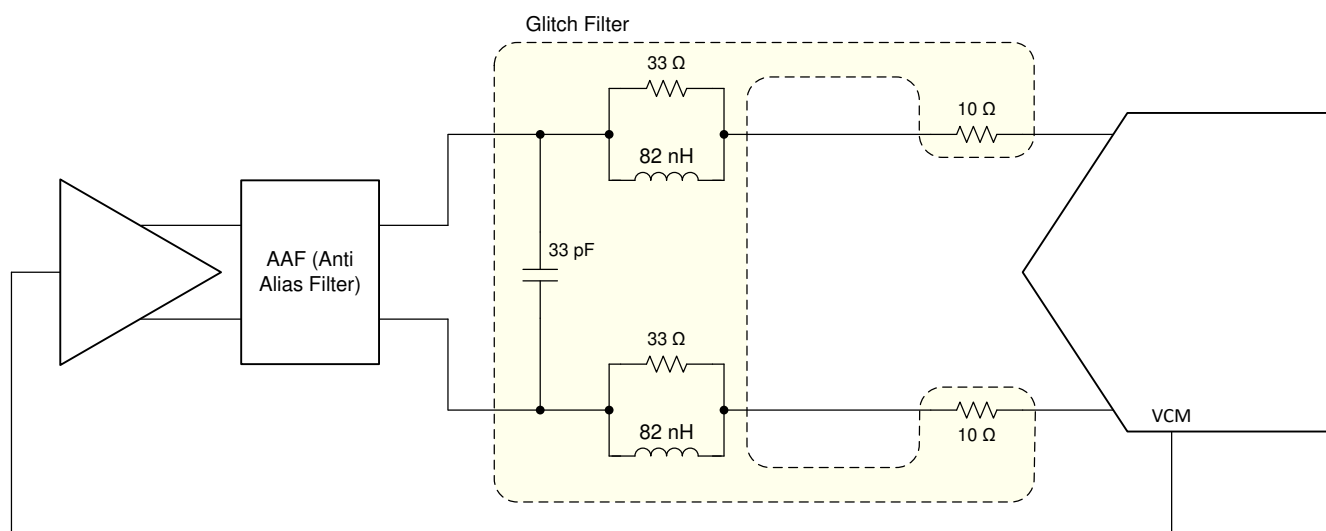 Glitch Filter
33 Ω
10 Ω
82 nH
AAF (Anti
Alias Filter)
33 pF
33 Ω
82 nH
10 Ω
VCM